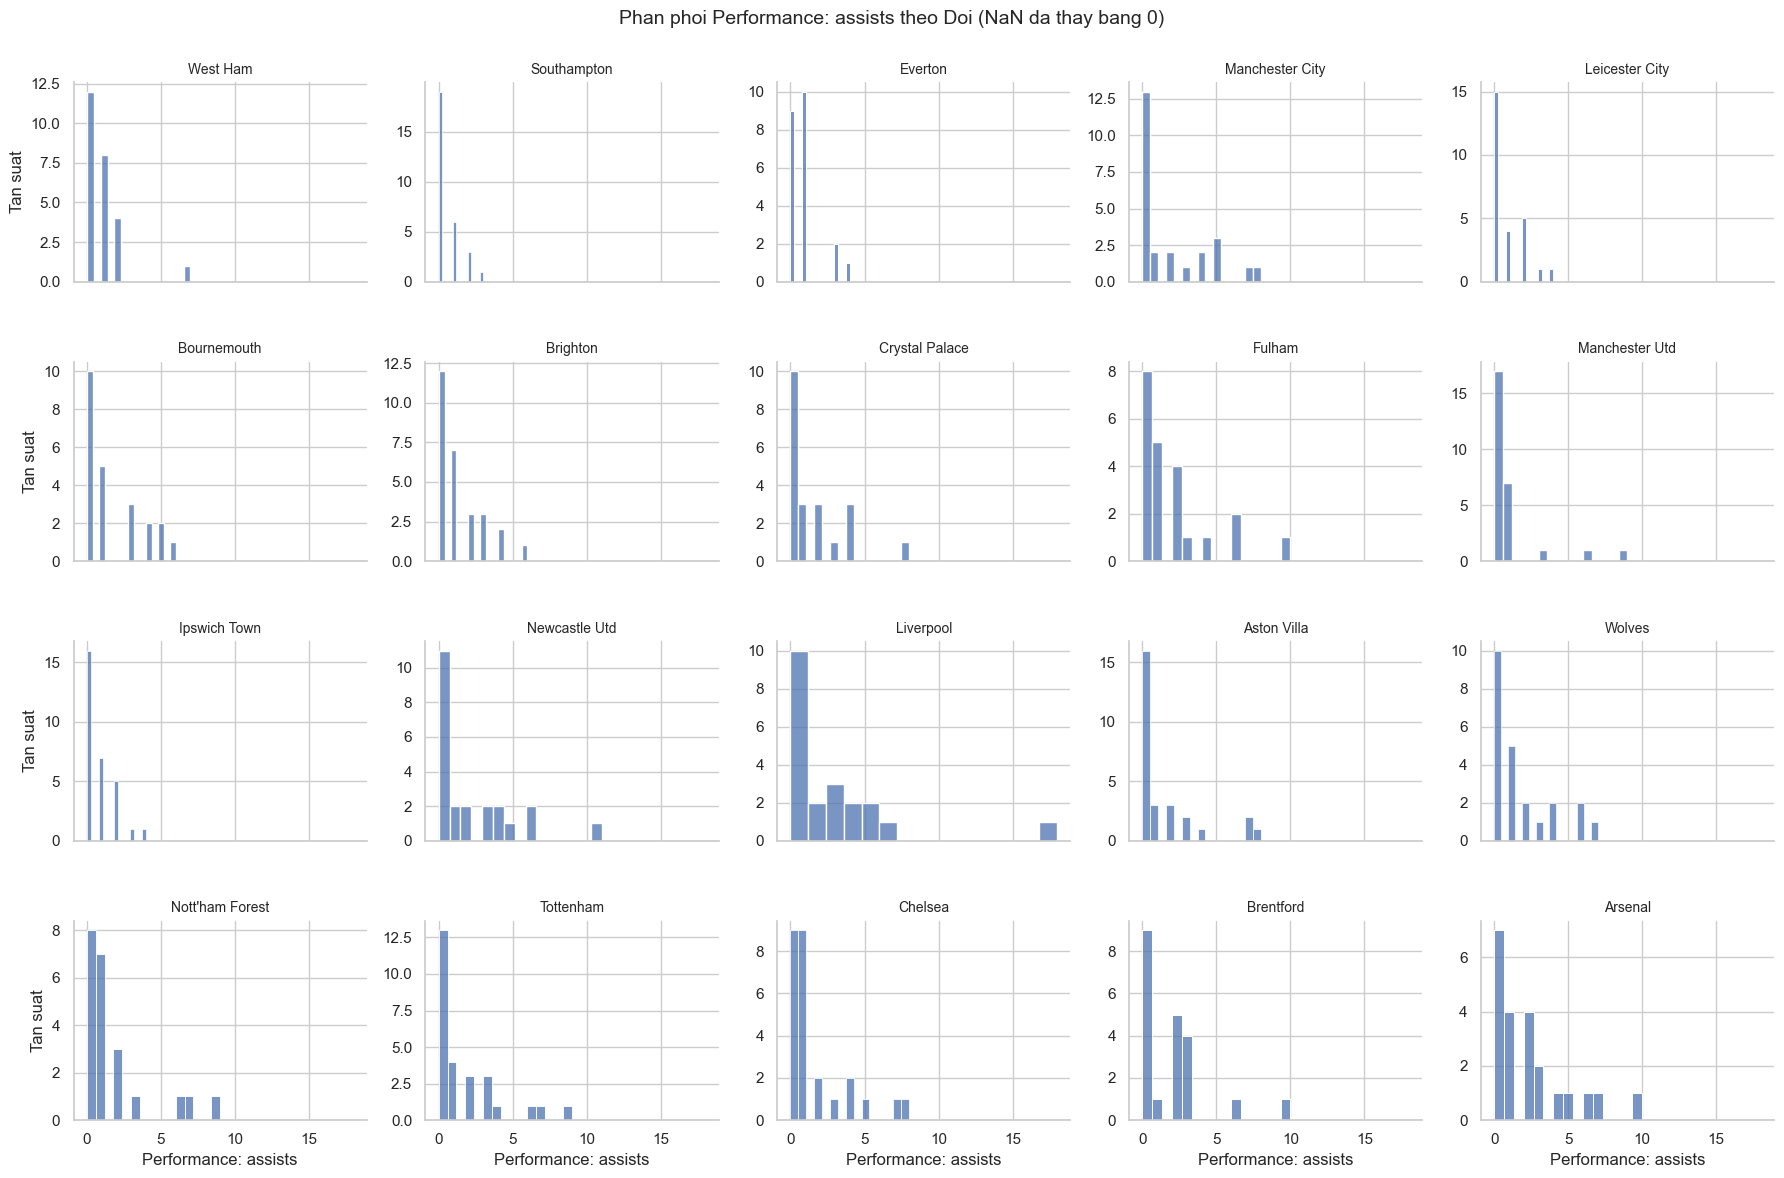 Phan phoi Performance: assists theo Doi (NaN da thay bang 0)
West Ham
Southampton
Everton
Manchester City
Leicester City
12.5
10.0
7.5
5.0
2.5
0.0
15
10
5
0
10
8
6
4
2
0
12.5
10.0
7.5
5.0
2.5
0.0
15
10
5
0
Tan suat
Bournemouth
Brighton
Crystal Palace
Fulham
Manchester Utd
10
8
6
4
2
0
12.5
10.0
7.5
5.0
2.5
0.0
10
8
6
4
2
0
8
6
4
2
0
15
10
5
0
Tan suat
Ipswich Town
Newcastle Utd
Liverpool
Aston Villa
Wolves
15
10
5
0
10
8
6
4
2
0
10
8
6
4
2
0
15
10
5
0
10
8
6
4
2
0
Tan suat
Nott'ham Forest
Tottenham
Chelsea
Brentford
Arsenal
8
6
4
2
0
12.5
10.0
7.5
5.0
2.5
0.0
8
6
4
2
0
8
6
4
2
0
6
4
2
0
Tan suat
0 5 10 15
0 5 10 15
0 5 10 15
0 5 10 15
0 5 10 15
Performance: assists
Performance: assists
Performance: assists
Performance: assists
Performance: assists